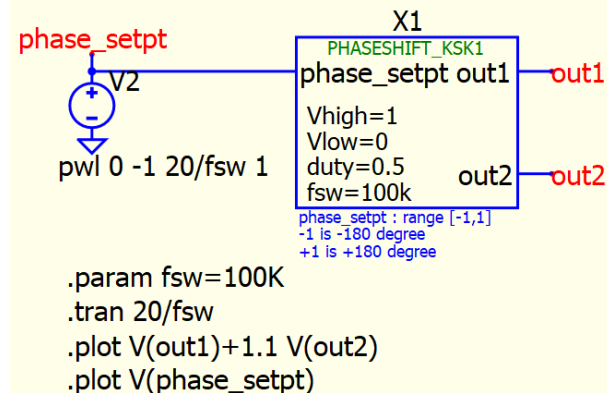 X1
phase_setpt
PHASESHIFT_KSK1
V2
phase_setpt out1
out1
Vhigh=1
Vlow=0
pwl 0 -1 20/fsw 1
duty=0.5
out2
out2
fsw=100k
phase_setpt : range [-1,1]
-1 is -180 degree
+1 is +180 degree
.param fsw=100K
.tran 20/fsw
.plot V(out1)+1.1 V(out2)
.plot V(phase_setpt)